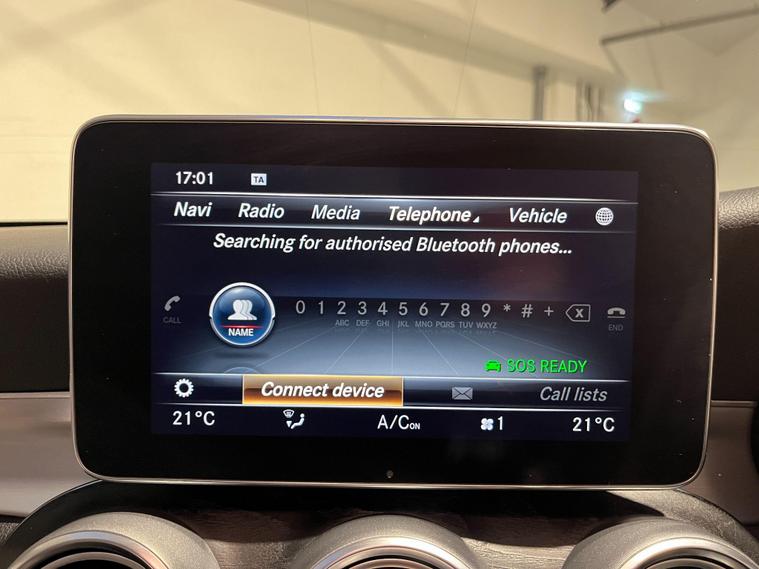 17:01 TA
Navi Radio Media Telephone Vehicle
Searching for authorised Bluetooth phones...
0 1 2 3 4 5 6 7 8 9 * # +
ABC DEF GHI JKL MNO PQRS TUV WXYZ
CALL NAME END
SOS READY
Connect device Call lists
21°C A/C ON 1 21°C